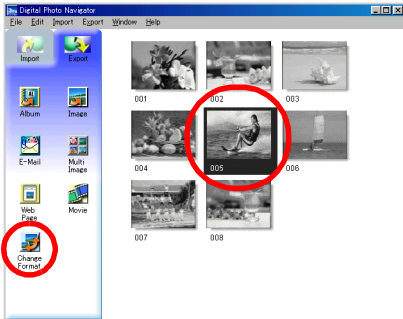 Digital Photo Navigator
File Edit Import Export Window Help
Import Export
Album Image
E-Mail Multi Image
Web Page Movie
Change Format
001 002 003
004 005 006
007 008